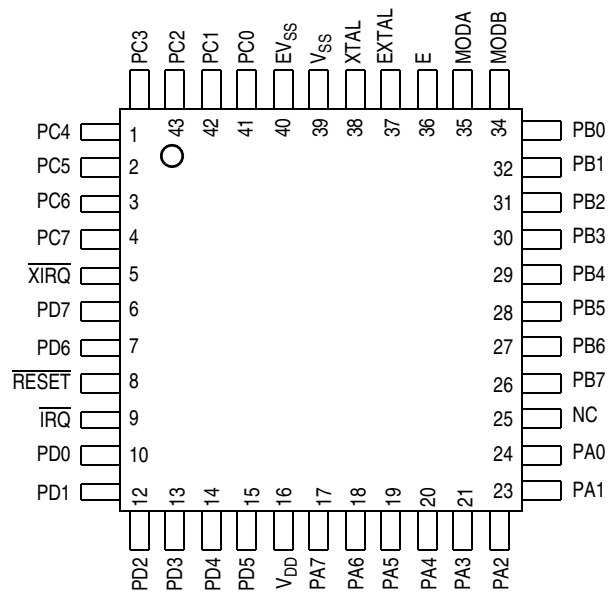 PC3 PC2 PC1 PC0 EVSS VSS XTAL EXTAL E MODA MODB
43 42 41 40 39 38 37 36 35 34
PC4 1 PB0
PC5 2 32 PB1
PC6 3 31 PB2
PC7 4 30 PB3
XIRQ 5 29 PB4
PD7 6 28 PB5
PD6 7 27 PB6
RESET 8 26 PB7
IRQ 9 25 NC
PD0 10 24 PA0
PD1 23 PA1
12 13 14 15 16 17 18 19 20 21
PD2 PD3 PD4 PD5 VDD PA7 PA6 PA5 PA4 PA3 PA2